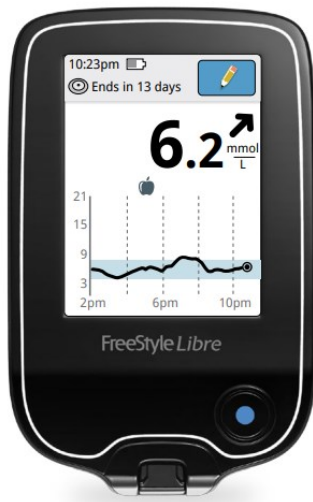 10:23pm
Ends in 13 days
6.2 mmol/L
21
15
9
3
2pm 6pm 10pm
FreeStyle Libre